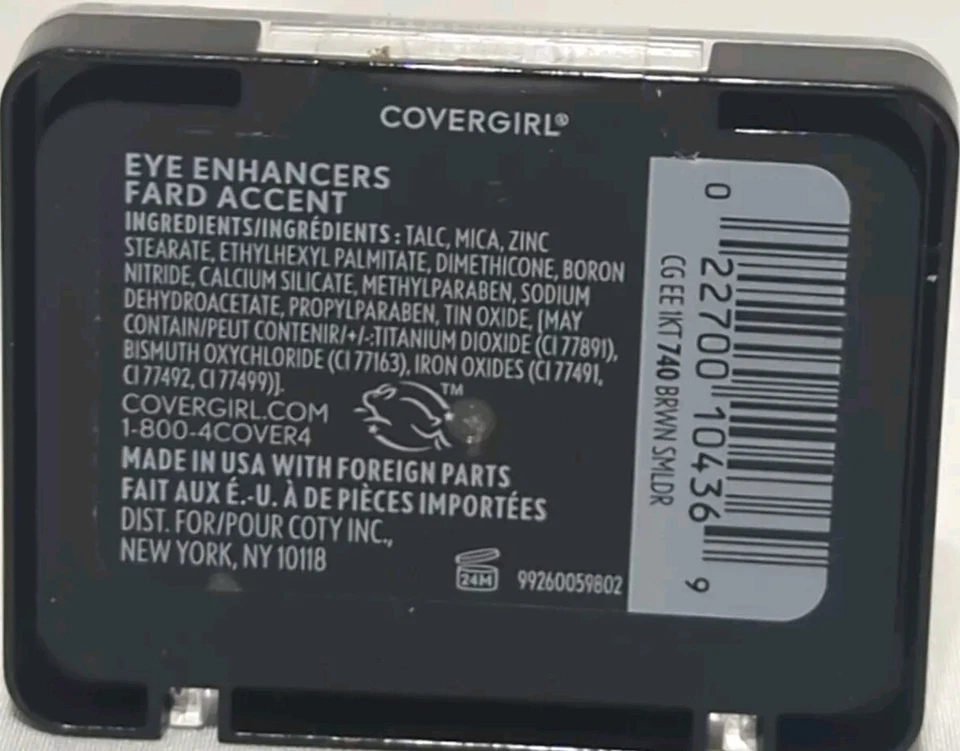 COVERGIRL®
EYE ENHANCERS
FARD ACCENT
INGREDIENTS/INGRÉDIENTS : TALC, MICA, ZINC
STEARATE, ETHYLHEXYL PALMITATE, DIMETHICONE, BORON
NITRIDE, CALCIUM SILICATE, METHYLPARABEN, SODIUM
DEHYDROACETATE, PROPYLPARABEN, TIN OXIDE, [MAY
CONTAIN/PEUT CONTENIR/+/-:TITANIUM DIOXIDE (CI 77891),
BISMUTH OXYCHLORIDE (CI 77163), IRON OXIDES (CI 77491,
CI 77492, CI 77499)].
COVERGIRL.COM
1-800-4COVER4
TM
MADE IN USA WITH FOREIGN PARTS
FAIT AUX É.-U. À DE PIÈCES IMPORTÉES
DIST. FOR/POUR COTY INC.,
NEW YORK, NY 10118
24M
99260059802
0 22700 10436 9
CG EE 1KT 740 BRWN SMLDR